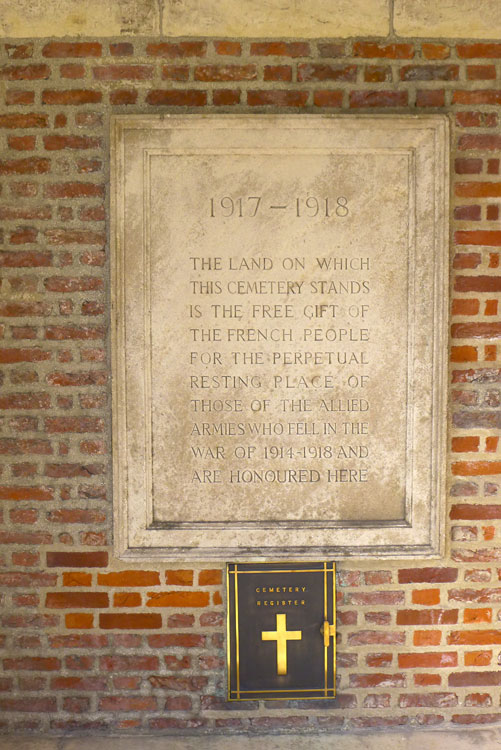 1917-1918
THE LAND ON WHICH
THIS CEMETERY STANDS
IS THE FREE GIFT OF
THE FRENCH PEOPLE
FOR THE PERPETUAL
RESTING PLACE OF
THOSE OF THE ALLIED
ARMIES WHO FELL IN THE
WAR OF 1914-1918 AND
ARE HONOURED HERE
CEMETERY
REGISTER